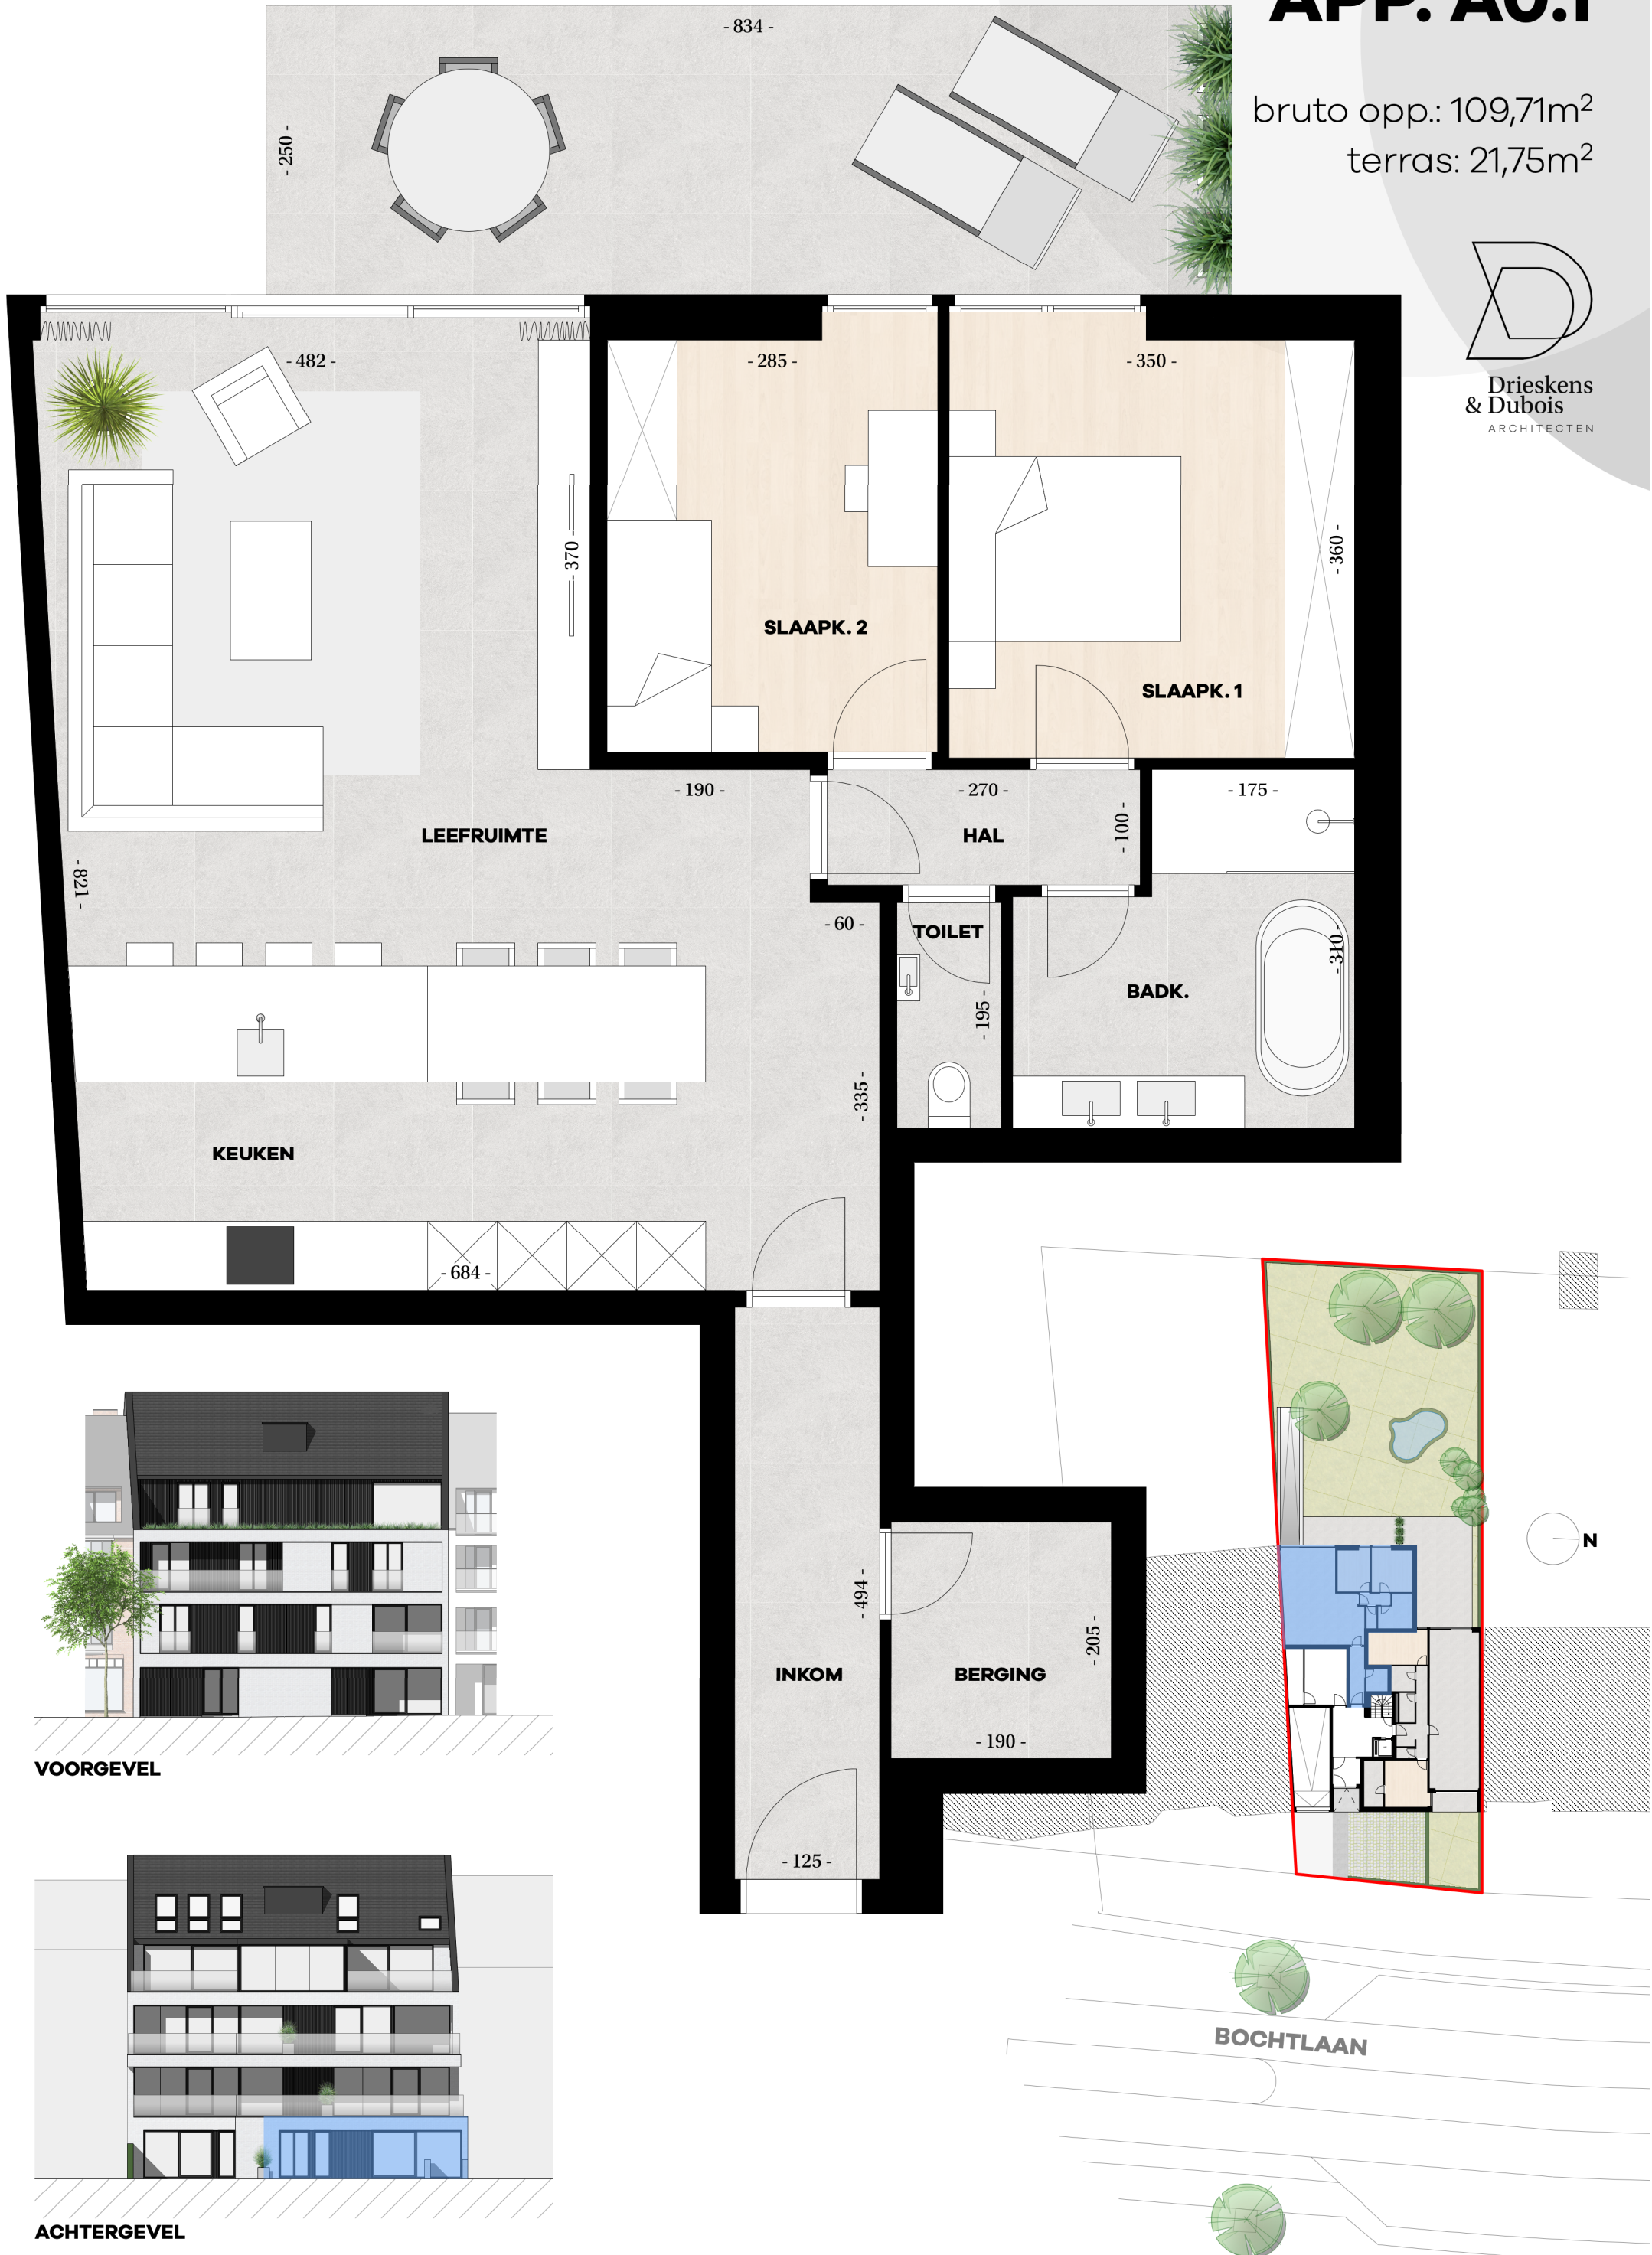 APP. A0.1
bruto opp.: 109,71m²
terras: 21,75m²
Drieskens
& Dubois
ARCHITECTEN
- 834 -
- 250 -
- 482 -
- 285 -
- 350 -
- 370 -
- 360 -
SLAAPK. 2
SLAAPK. 1
- 190 -
- 270 -
- 175 -
LEEFRUIMTE
HAL
- 100 -
- 821 -
- 60 -
TOILET
- 310 -
BADK.
- 195 -
- 335 -
KEUKEN
- 684 -
N
- 494 -
- 205 -
INKOM
BERGING
- 190 -
- 125 -
VOORGEVEL
BOCHTLAAN
ACHTERGEVEL